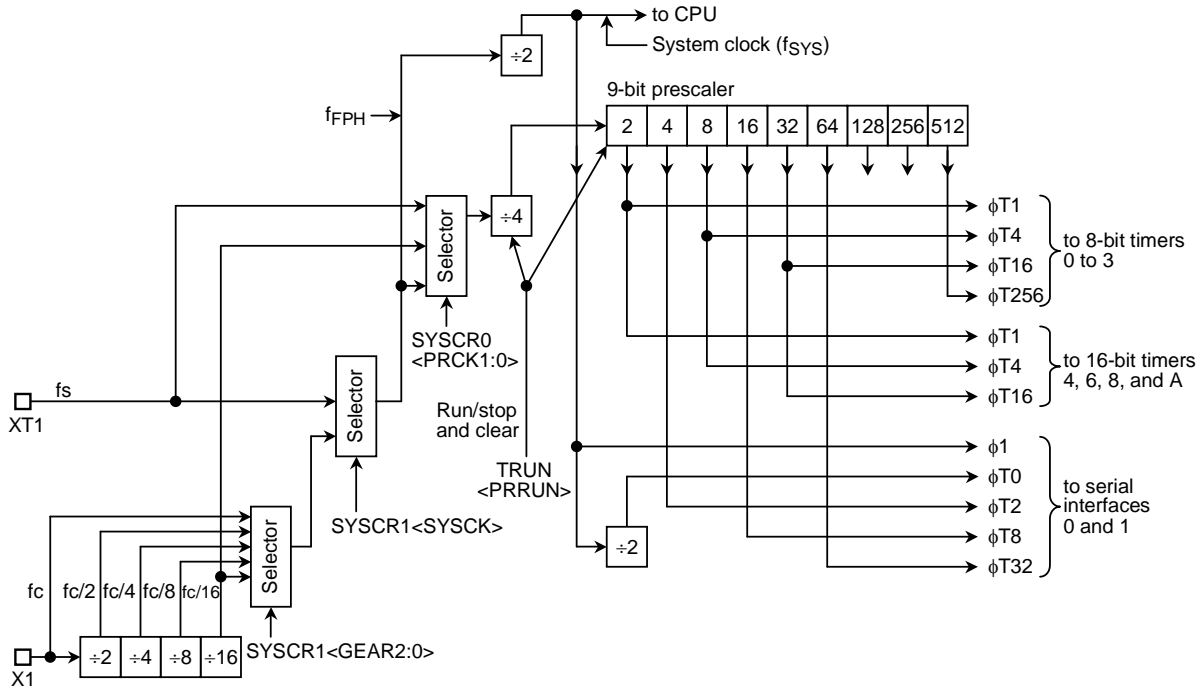 to CPU
System clock (fSYS)
÷2
9-bit prescaler
fFPH
2 4 8 16 32 64 128 256 512
Selector
÷4
ϕT1
ϕT4
ϕT16
ϕT256
to 8-bit timers
0 to 3
SYSCR0
<PRCK1:0>
ϕT1
ϕT4
ϕT16
to 16-bit timers
4, 6, 8, and A
fs
XT1
Selector
Run/stop
and clear
TRUN
<PRRUN>
SYSCR1<SYSCK>
ϕ1
ϕT0
ϕT2
ϕT8
ϕT32
to serial
interfaces
0 and 1
÷2
Selector
fc fc/2 fc/4 fc/8 fc/16
SYSCR1<GEAR2:0>
X1
÷2 ÷4 ÷8 ÷16